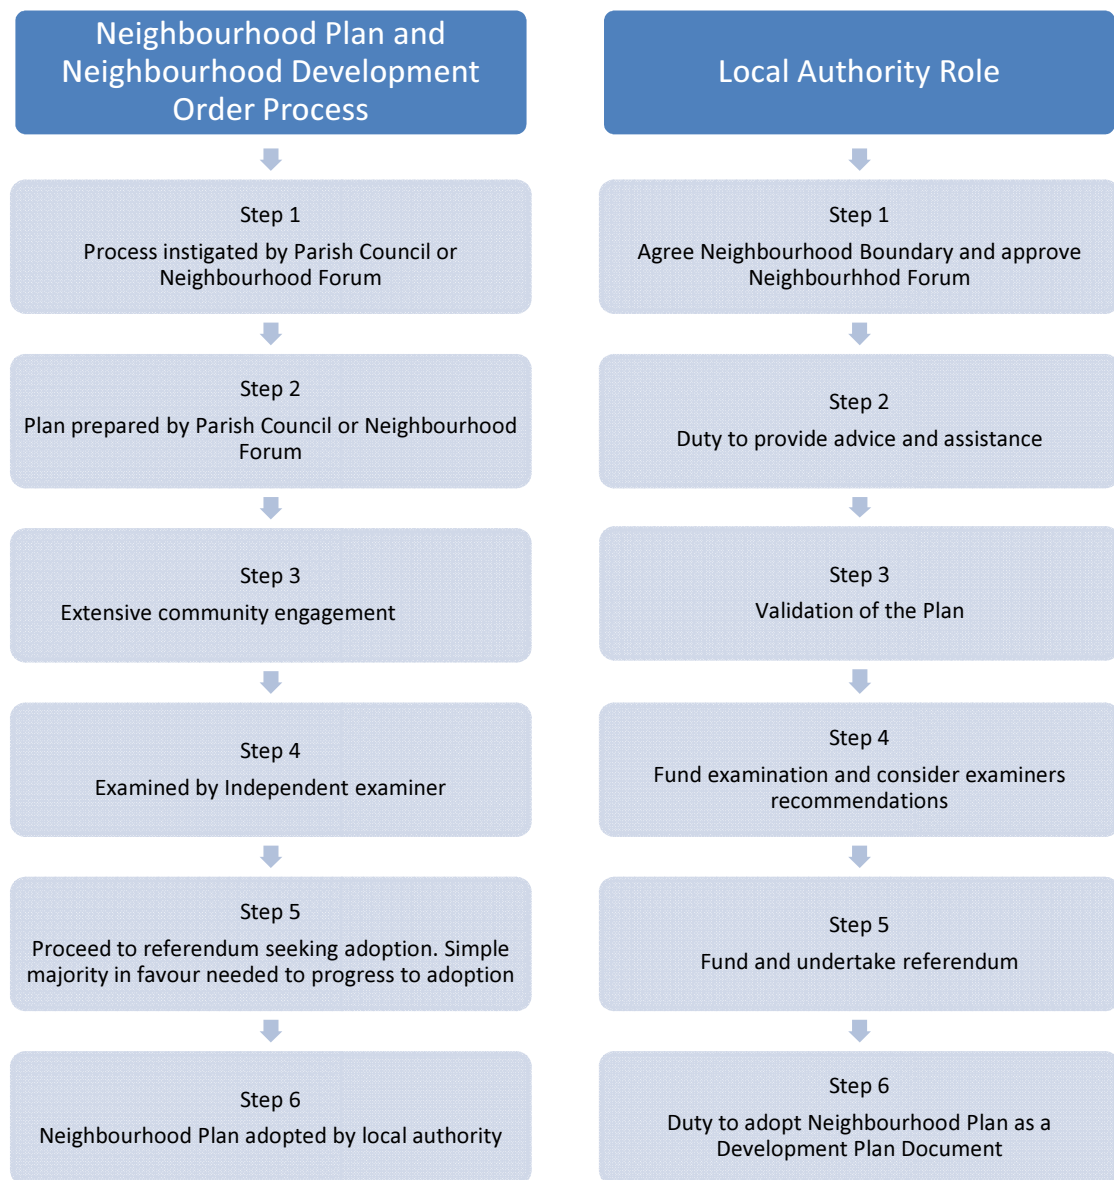 Neighbourhood Plan and
Neighbourhood Development
Order Process
Step 1
Process instigated by Parish Council or
Neighbourhood Forum
Step 2
Plan prepared by Parish Council or Neighbourhood
Forum
Step 3
Extensive community engagement
Step 4
Examined by Independent examiner
Step 5
Proceed to referendum seeking adoption. Simple
majority in favour needed to progress to adoption
Step 6
Neighbourhood Plan adopted by local authority
Local Authority Role
Step 1
Agree Neighbourhood Boundary and approve
Neighbourhhod Forum
Step 2
Duty to provide advice and assistance
Step 3
Validation of the Plan
Step 4
Fund examination and consider examiners
recommendations
Step 5
Fund and undertake referendum
Step 6
Duty to adopt Neighbourhood Plan as a
Development Plan Document